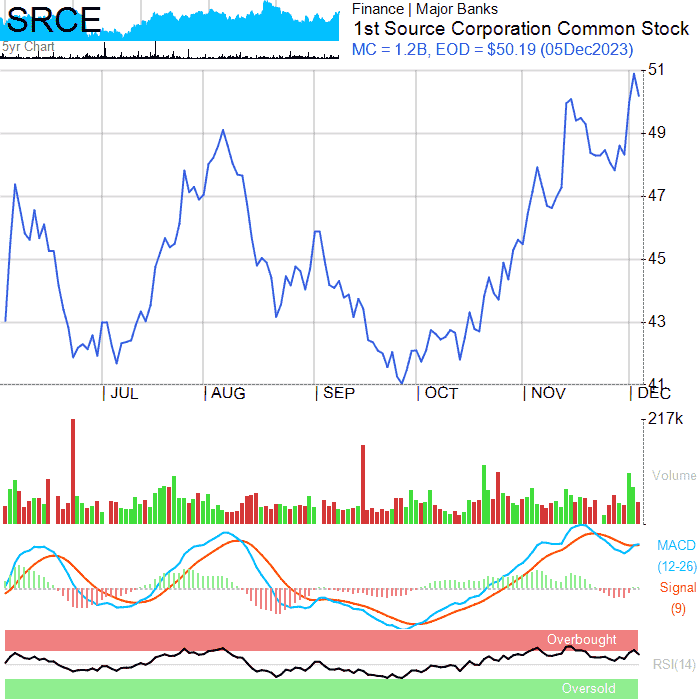 SRCE
5yr Chart
Finance | Major Banks
1st Source Corporation Common Stock
MC = 1.2B, EOD = $50.19 (05Dec2023)
51
49
47
45
43
41
JUL
AUG
SEP
OCT
NOV
DEC
217k
Volume
MACD
(12-26)
Signal
(9)
Overbought
RSI(14)
Oversold